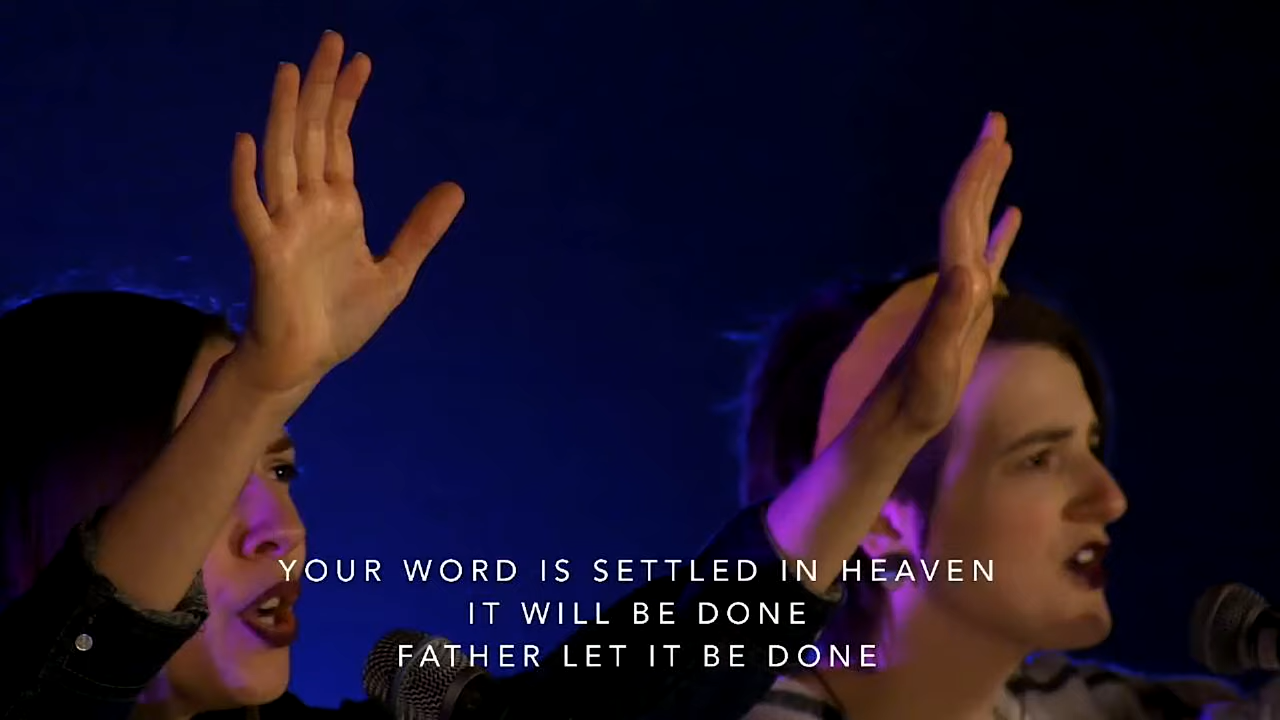 YOUR WORD IS SETTLED IN HEAVEN
IT WILL BE DONE
FATHER LET IT BE DONE